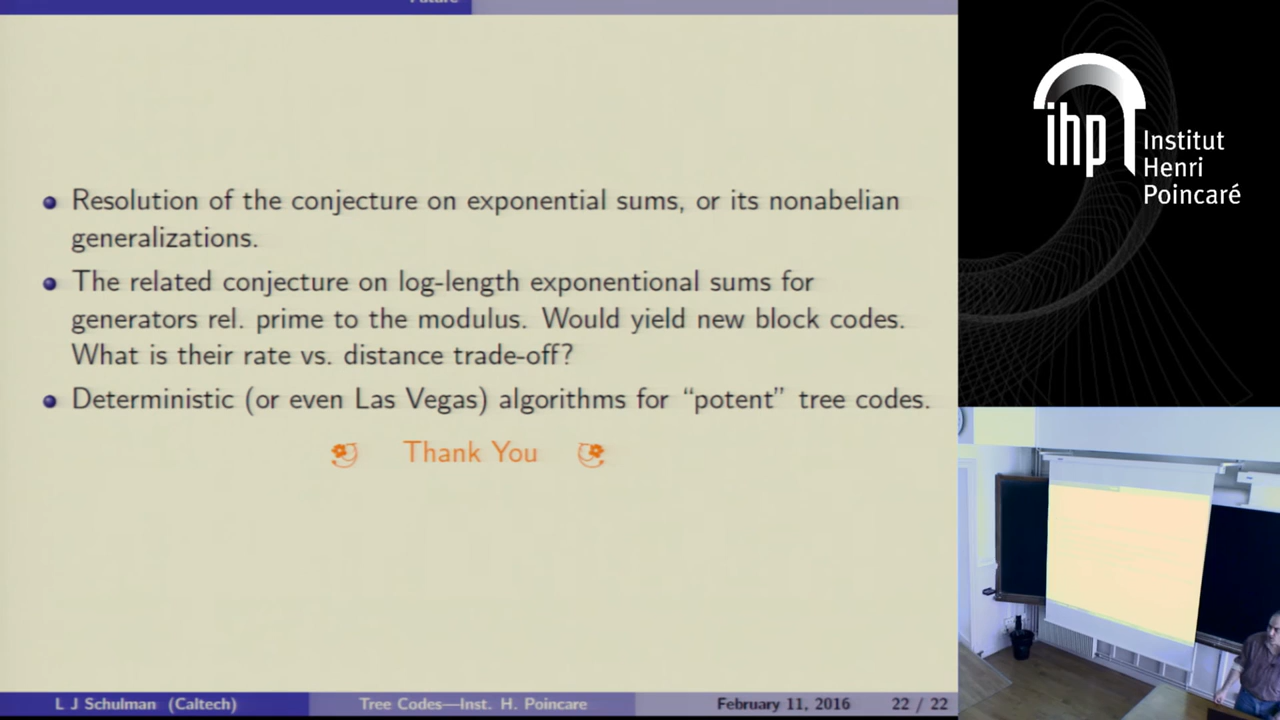 Future
Resolution of the conjecture on exponential sums, or its nonabelian
generalizations.
The related conjecture on log-length exponentional sums for
generators rel. prime to the modulus. Would yield new block codes.
What is their rate vs. distance trade-off?
Deterministic (or even Las Vegas) algorithms for “potent” tree codes.
Thank You
L J Schulman (Caltech)
Tree Codes—Inst. H. Poincare
February 11, 2016
22 / 22
ihp
Institut
Henri
Poincaré